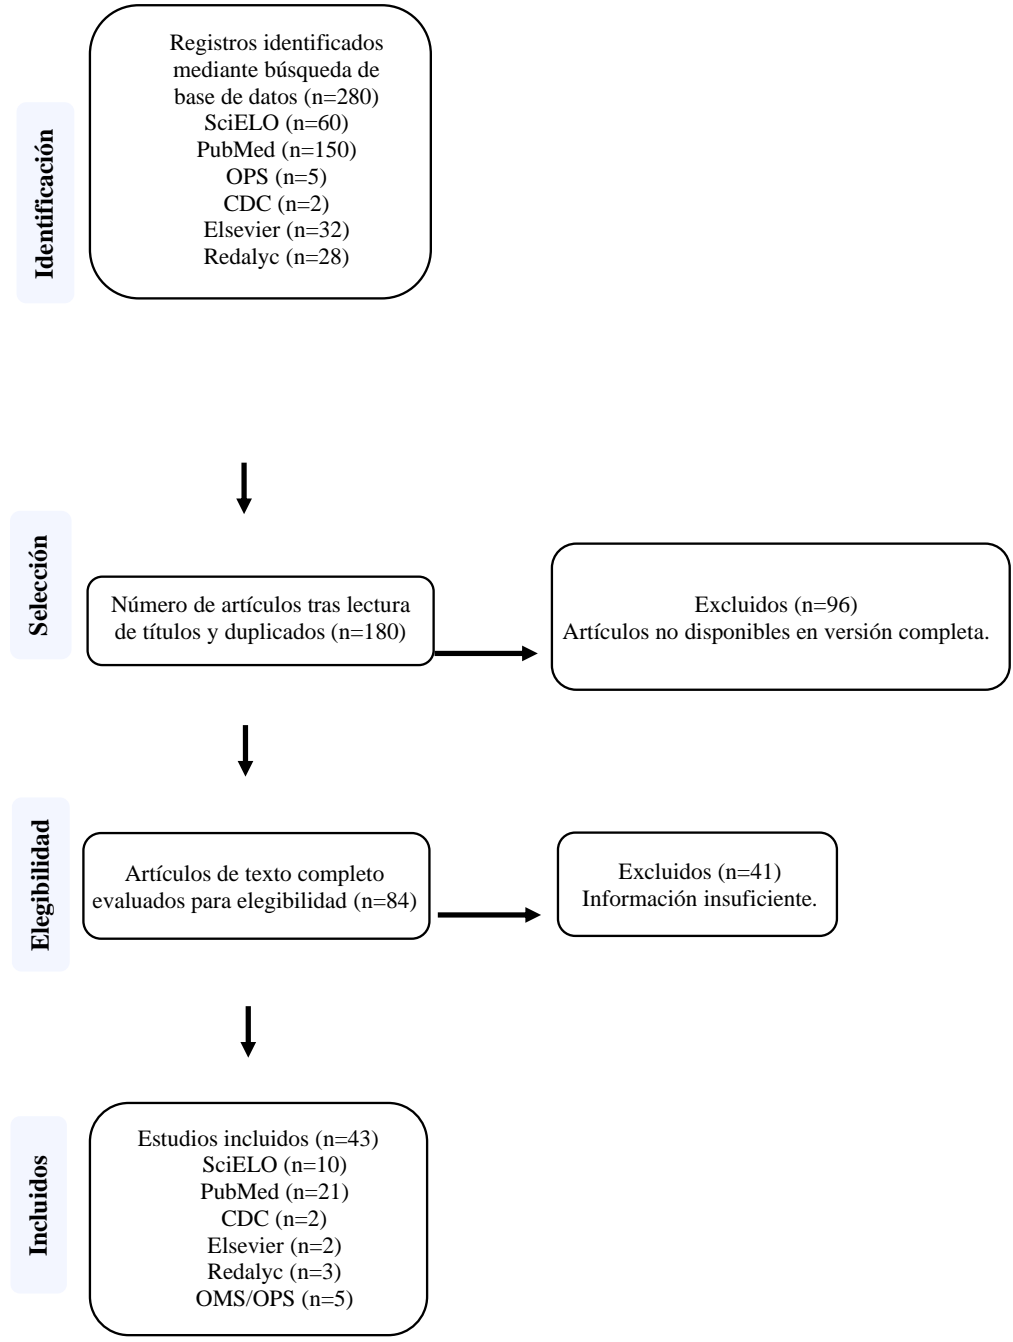 Identificación
Registros identificados
mediante búsqueda de
base de datos (n=280)
SciELO (n=60)
PubMed (n=150)
OPS (n=5)
CDC (n=2)
Elsevier (n=32)
Redalyc (n=28)
Selección
Número de artículos tras lectura
de títulos y duplicados (n=180)
Excluidos (n=96)
Artículos no disponibles en versión completa.
Elegibilidad
Artículos de texto completo
evaluados para elegibilidad (n=84)
Excluidos (n=41)
Información insuficiente.
Incluidos
Estudios incluidos (n=43)
SciELO (n=10)
PubMed (n=21)
CDC (n=2)
Elsevier (n=2)
Redalyc (n=3)
OMS/OPS (n=5)